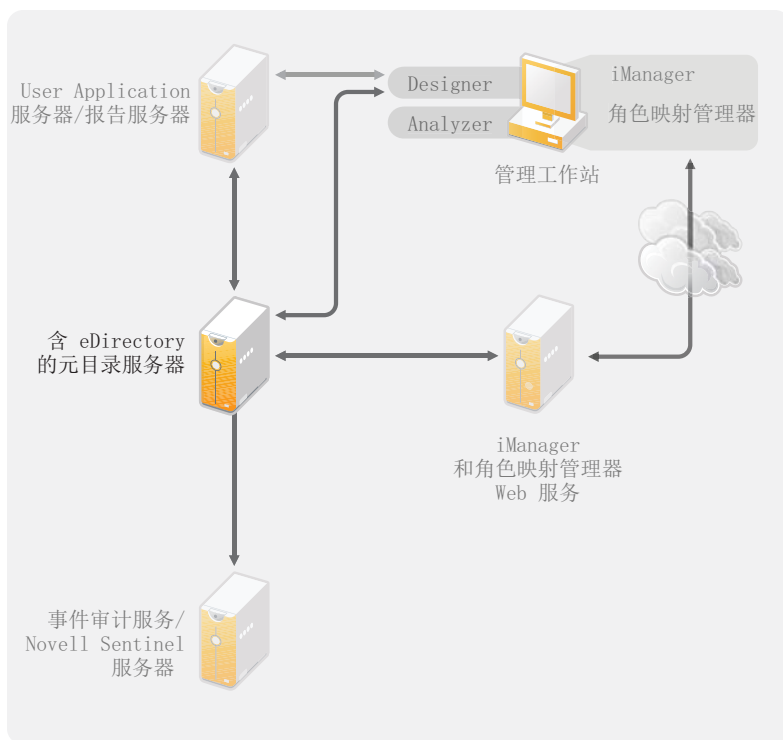 User Application
服务器/报告服务器
Designer
Analyzer
iManager
角色映射管理器
管理工作站
含 eDirectory
的元目录服务器
iManager
和角色映射管理器
Web 服务
事件审计服务/
Novell Sentinel
服务器